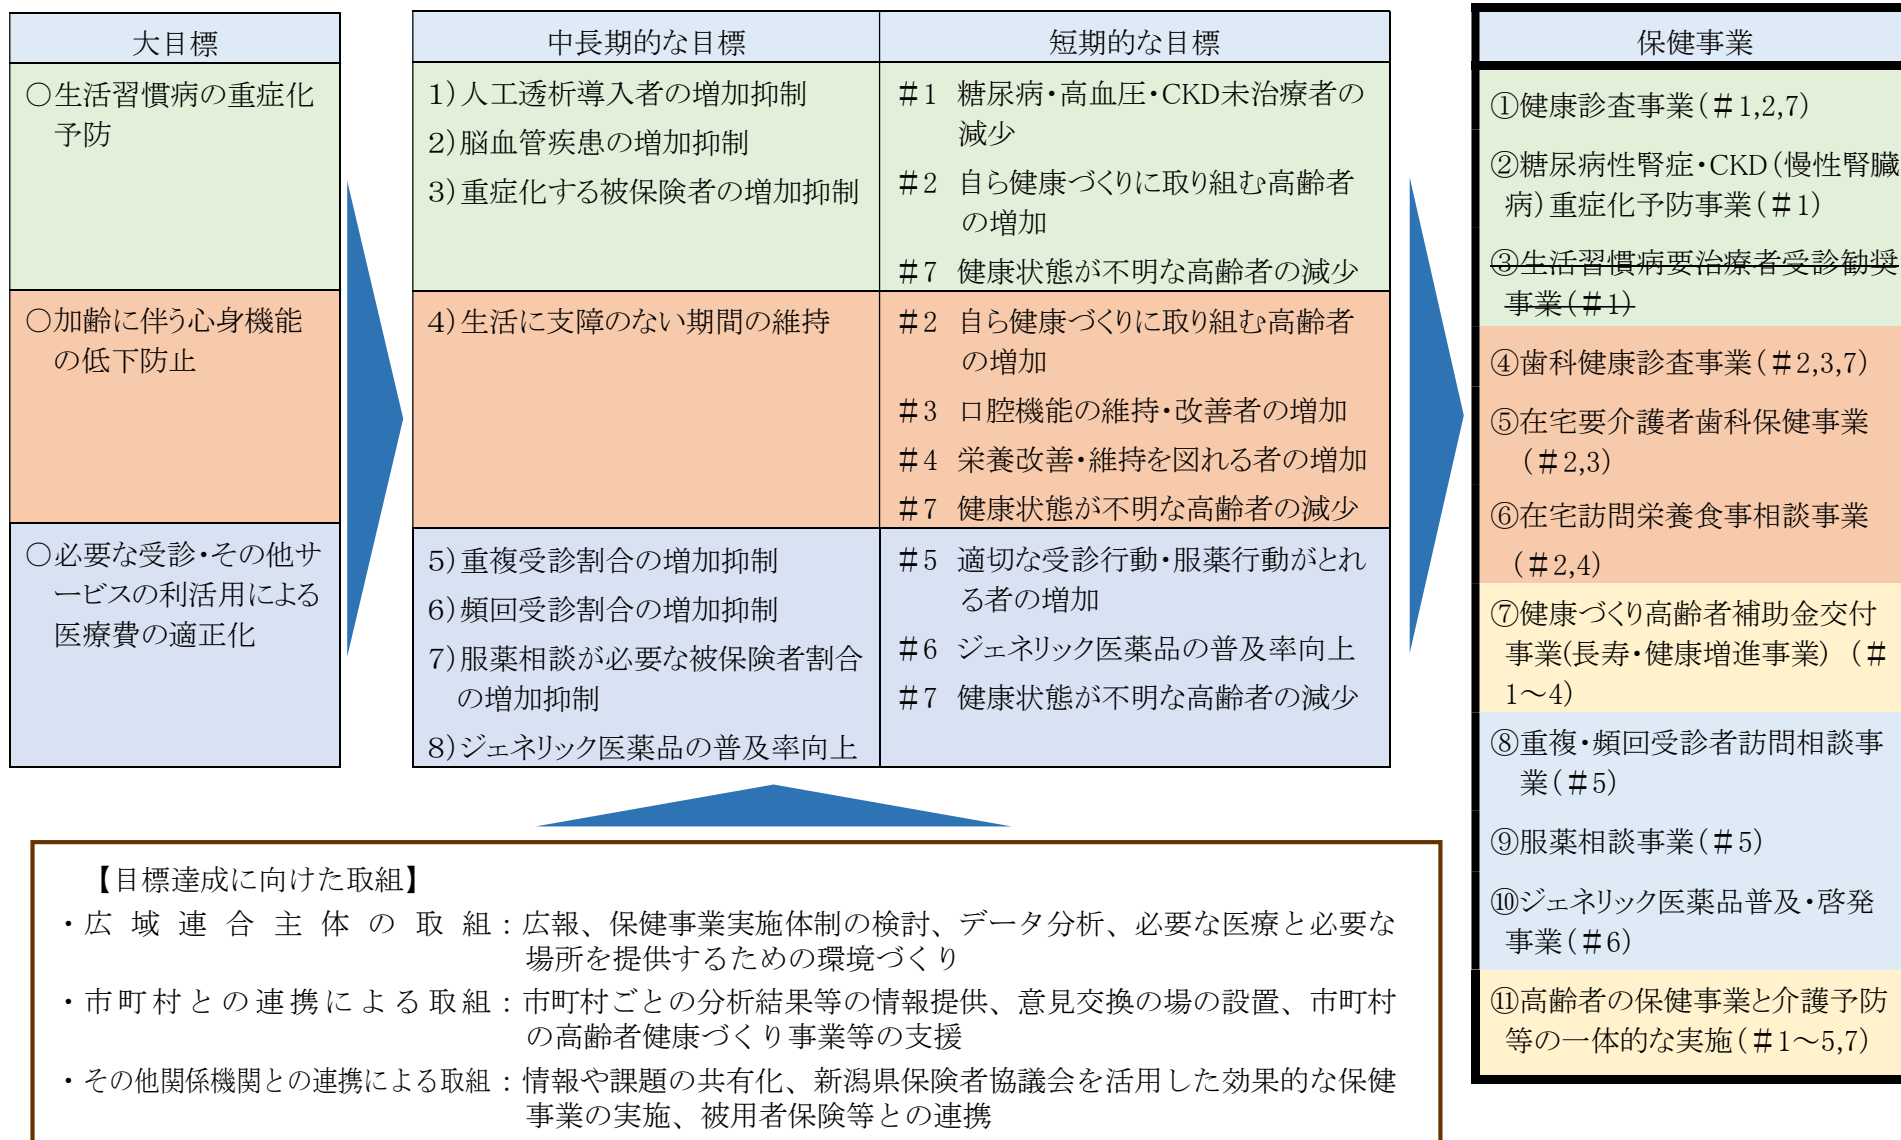 大目標
○生活習慣病の重症化
予防
○加齢に伴う心身機能
の低下防止
○必要な受診・その他サ
ービスの利活用による
医療費の適正化
中長期的な目標
短期的な目標
1)人工透析導入者の増加抑制
2)脳血管疾患の増加抑制
3)重症化する被保険者の増加抑制
#1 糖尿病・高血圧・CKD未治療者の
減少
#2 自ら健康づくりに取り組む高齢者
の増加
#7 健康状態が不明な高齢者の減少
4)生活に支障のない期間の維持
#2 自ら健康づくりに取り組む高齢者
の増加
#3 口腔機能の維持・改善者の増加
#4 栄養改善・維持を図れる者の増加
#7 健康状態が不明な高齢者の減少
5)重複受診割合の増加抑制
6)頻回受診割合の増加抑制
7)服薬相談が必要な被保険者割合
の増加抑制
8)ジェネリック医薬品の普及率向上
#5 適切な受診行動・服薬行動がとれ
る者の増加
#6 ジェネリック医薬品の普及率向上
#7 健康状態が不明な高齢者の減少
保健事業
①健康診査事業(#1,2,7)
②糖尿病性腎症・CKD(慢性腎臓
病)重症化予防事業(#1)
③生活習慣病要治療者受診勧奨
事業(#1)
④歯科健康診査事業(#2,3,7)
⑤在宅要介護者歯科保健事業
(#2,3)
⑥在宅訪問栄養食事相談事業
(#2,4)
⑦健康づくり高齢者補助金交付
事業(長寿・健康増進事業) (#
1~4)
⑧重複・頻回受診者訪問相談事
業(#5)
⑨服薬相談事業(#5)
⑩ジェネリック医薬品普及・啓発
事業(#6)
⑪高齢者の保健事業と介護予防
等の一体的な実施(#1~5,7)
【目標達成に向けた取組】
・広域連合主体の取組:広報、保健事業実施体制の検討、データ分析、必要な医療と必要な
場所を提供するための環境づくり
・市町村との連携による取組:市町村ごとの分析結果等の情報提供、意見交換の場の設置、市町村
の高齢者健康づくり事業等の支援
・その他関係機関との連携による取組:情報や課題の共有化、新潟県保険者協議会を活用した効果的な保健
事業の実施、被用者保険等との連携